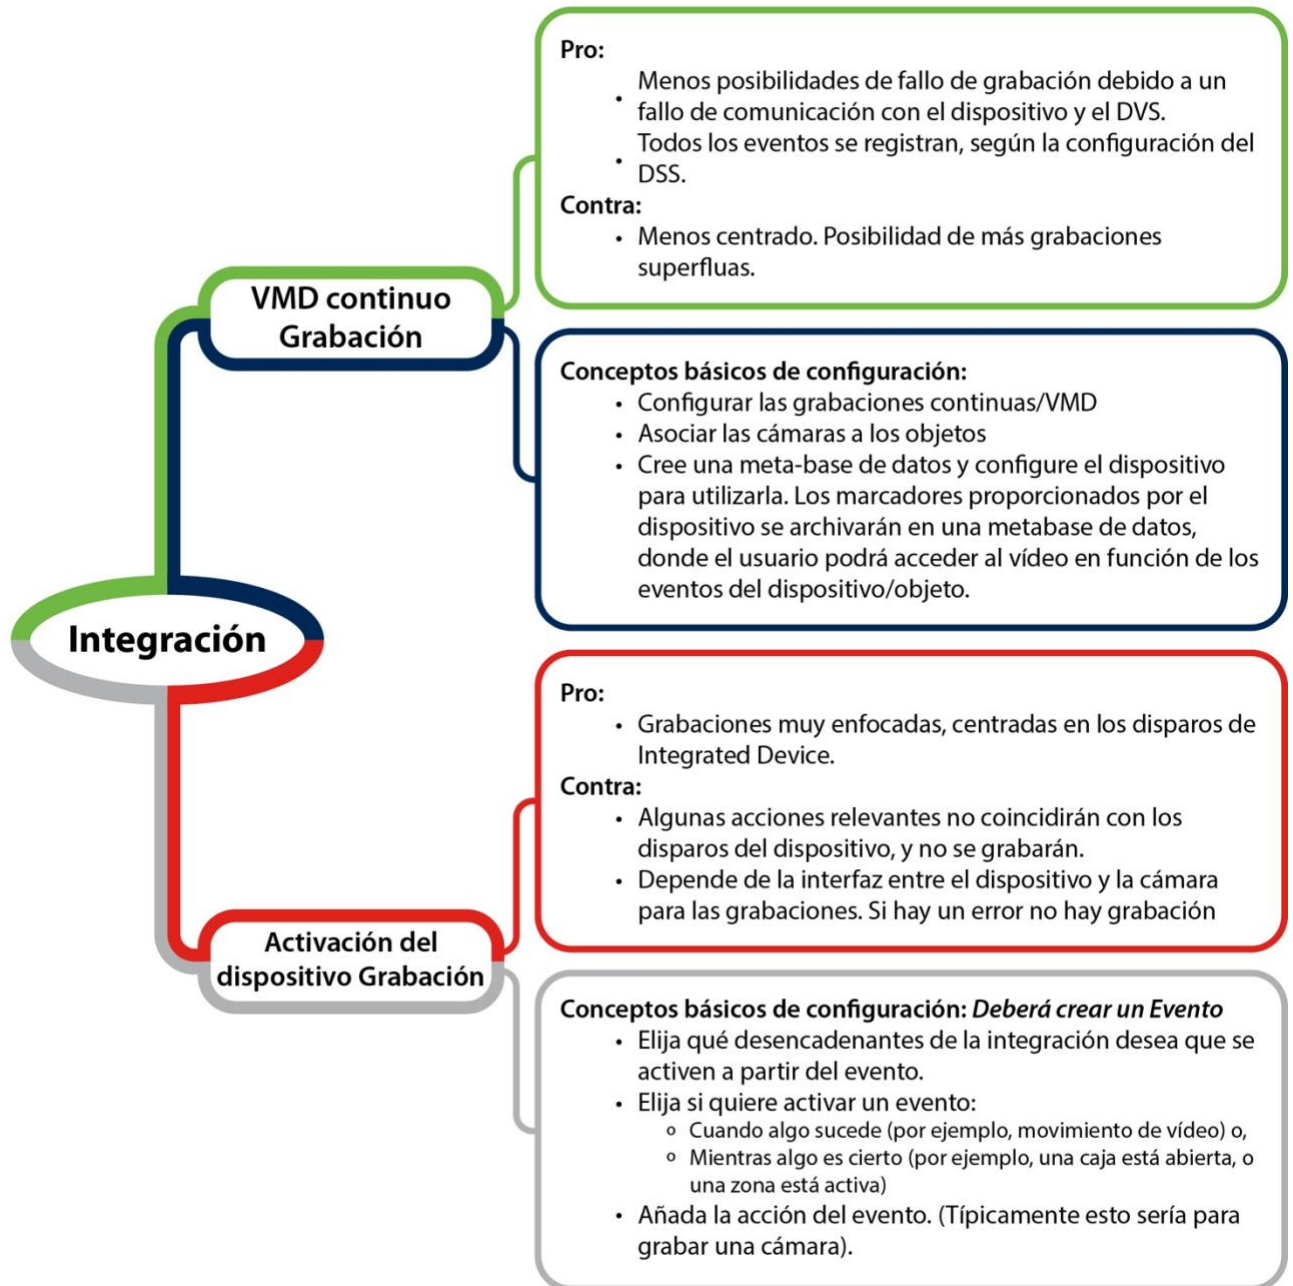 Integración
VMD continuo
Grabación
Pro:
• Menos posibilidades de fallo de grabación debido a un
fallo de comunicación con el dispositivo y el DVS.
• Todos los eventos se registran, según la configuración del
DSS.
Contra:
• Menos centrado. Posibilidad de más grabaciones
superfluas.
Conceptos básicos de configuración:
• Configurar las grabaciones continuas/VMD
• Asociar las cámaras a los objetos
• Cree una meta-base de datos y configure el dispositivo
para utilizarla. Los marcadores proporcionados por el
dispositivo se archivarán en una metabase de datos,
donde el usuario podrá acceder al vídeo en función de los
eventos del dispositivo/objeto.
Activación del
dispositivo Grabación
Pro:
• Grabaciones muy enfocadas, centradas en los disparos de
Integrated Device.
Contra:
• Algunas acciones relevantes no coincidirán con los
disparos del dispositivo, y no se grabarán.
• Depende de la interfaz entre el dispositivo y la cámara
para las grabaciones. Si hay un error no hay grabación
Conceptos básicos de configuración: Deberá crear un Evento
• Elija qué desencadenantes de la integración desea que se
activen a partir del evento.
• Elija si quiere activar un evento:
o Cuando algo sucede (por ejemplo, movimiento de vídeo) o,
o Mientras algo es cierto (por ejemplo, una caja está abierta, o
una zona está activa)
• Añada la acción del evento. (Típicamente esto sería para
grabar una cámara).